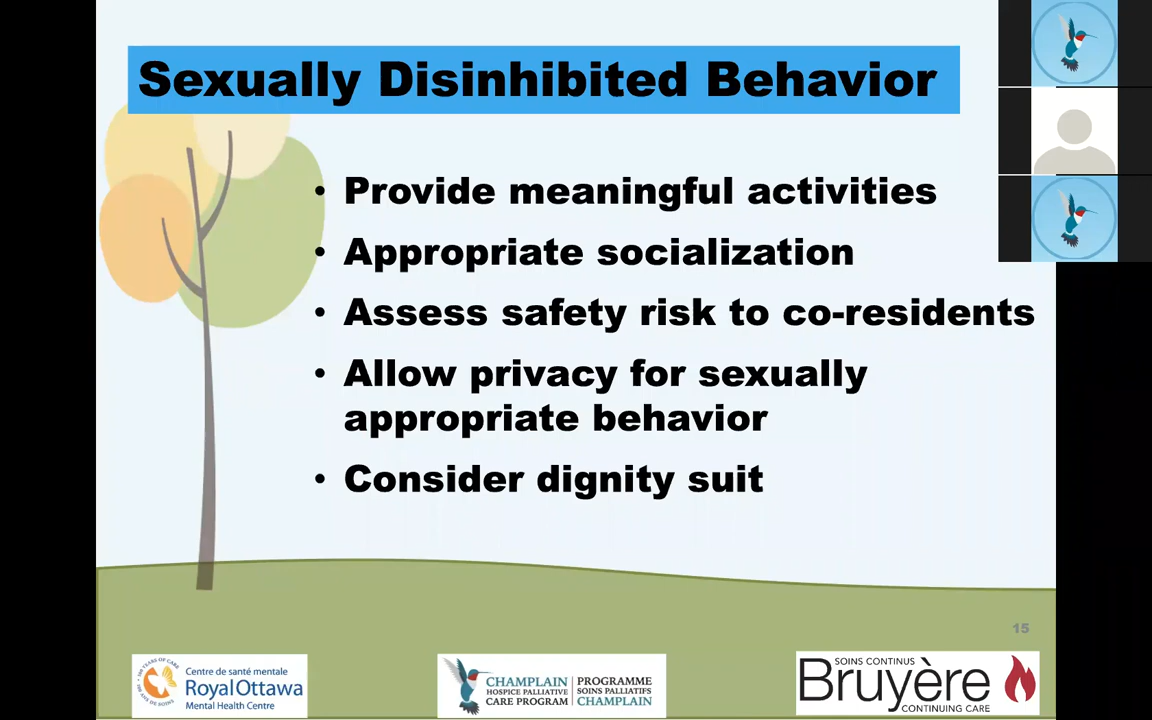 Sexually Disinhibited Behavior
• Provide meaningful activities
• Appropriate socialization
• Assess safety risk to co-residents
• Allow privacy for sexually
appropriate behavior
• Consider dignity suit
15
Centre de santé mentale
RoyalOttawa
Mental Health Centre
CHAMPLAIN
HOSPICE PALLIATIVE
CARE PROGRAM
PROGRAMME
SOINS PALLIATIFS
CHAMPLAIN
SOINS CONTINUS
Bruyère
CONTINUING CARE